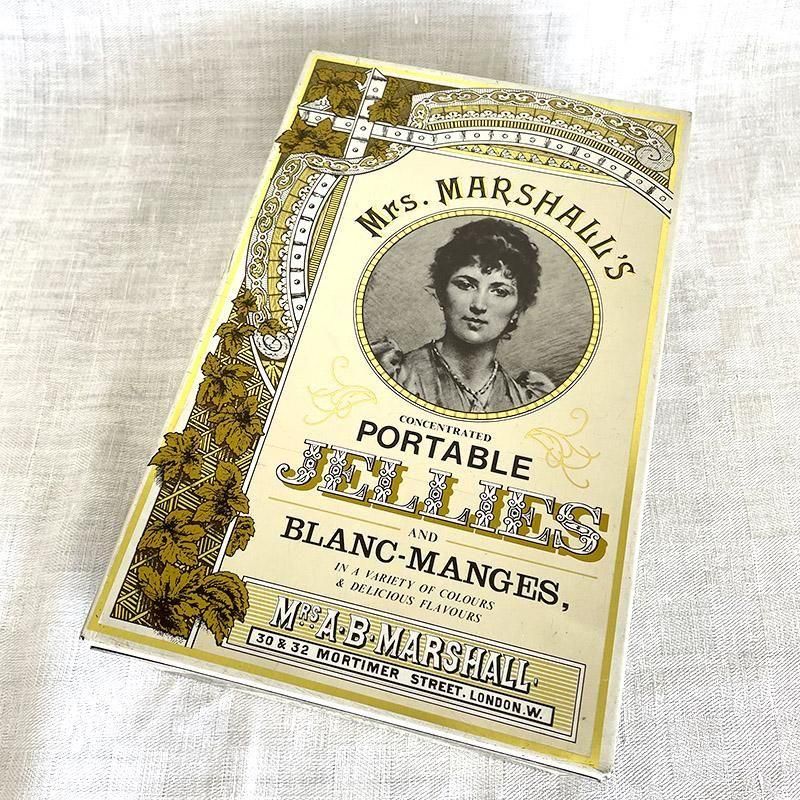 Mrs. MARSHALL'S
CONCENTRATED
PORTABLE
JELLIES
AND
BLANC-MANGES,
IN A VARIETY OF COLOURS
& DELICIOUS FLAVOURS
MRS A·B·MARSHALL·
30 & 32 MORTIMER STREET. LONDON.W.